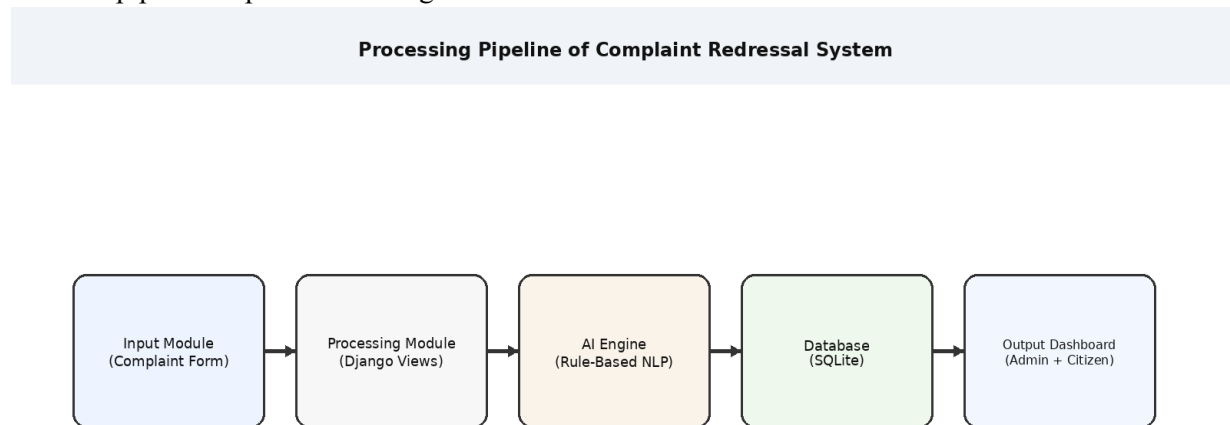 Processing Pipeline of Complaint Redressal System
Input Module
(Complaint Form)
Processing Module
(Django Views)
AI Engine
(Rule-Based NLP)
Database
(SQLite)
Output Dashboard
(Admin + Citizen)